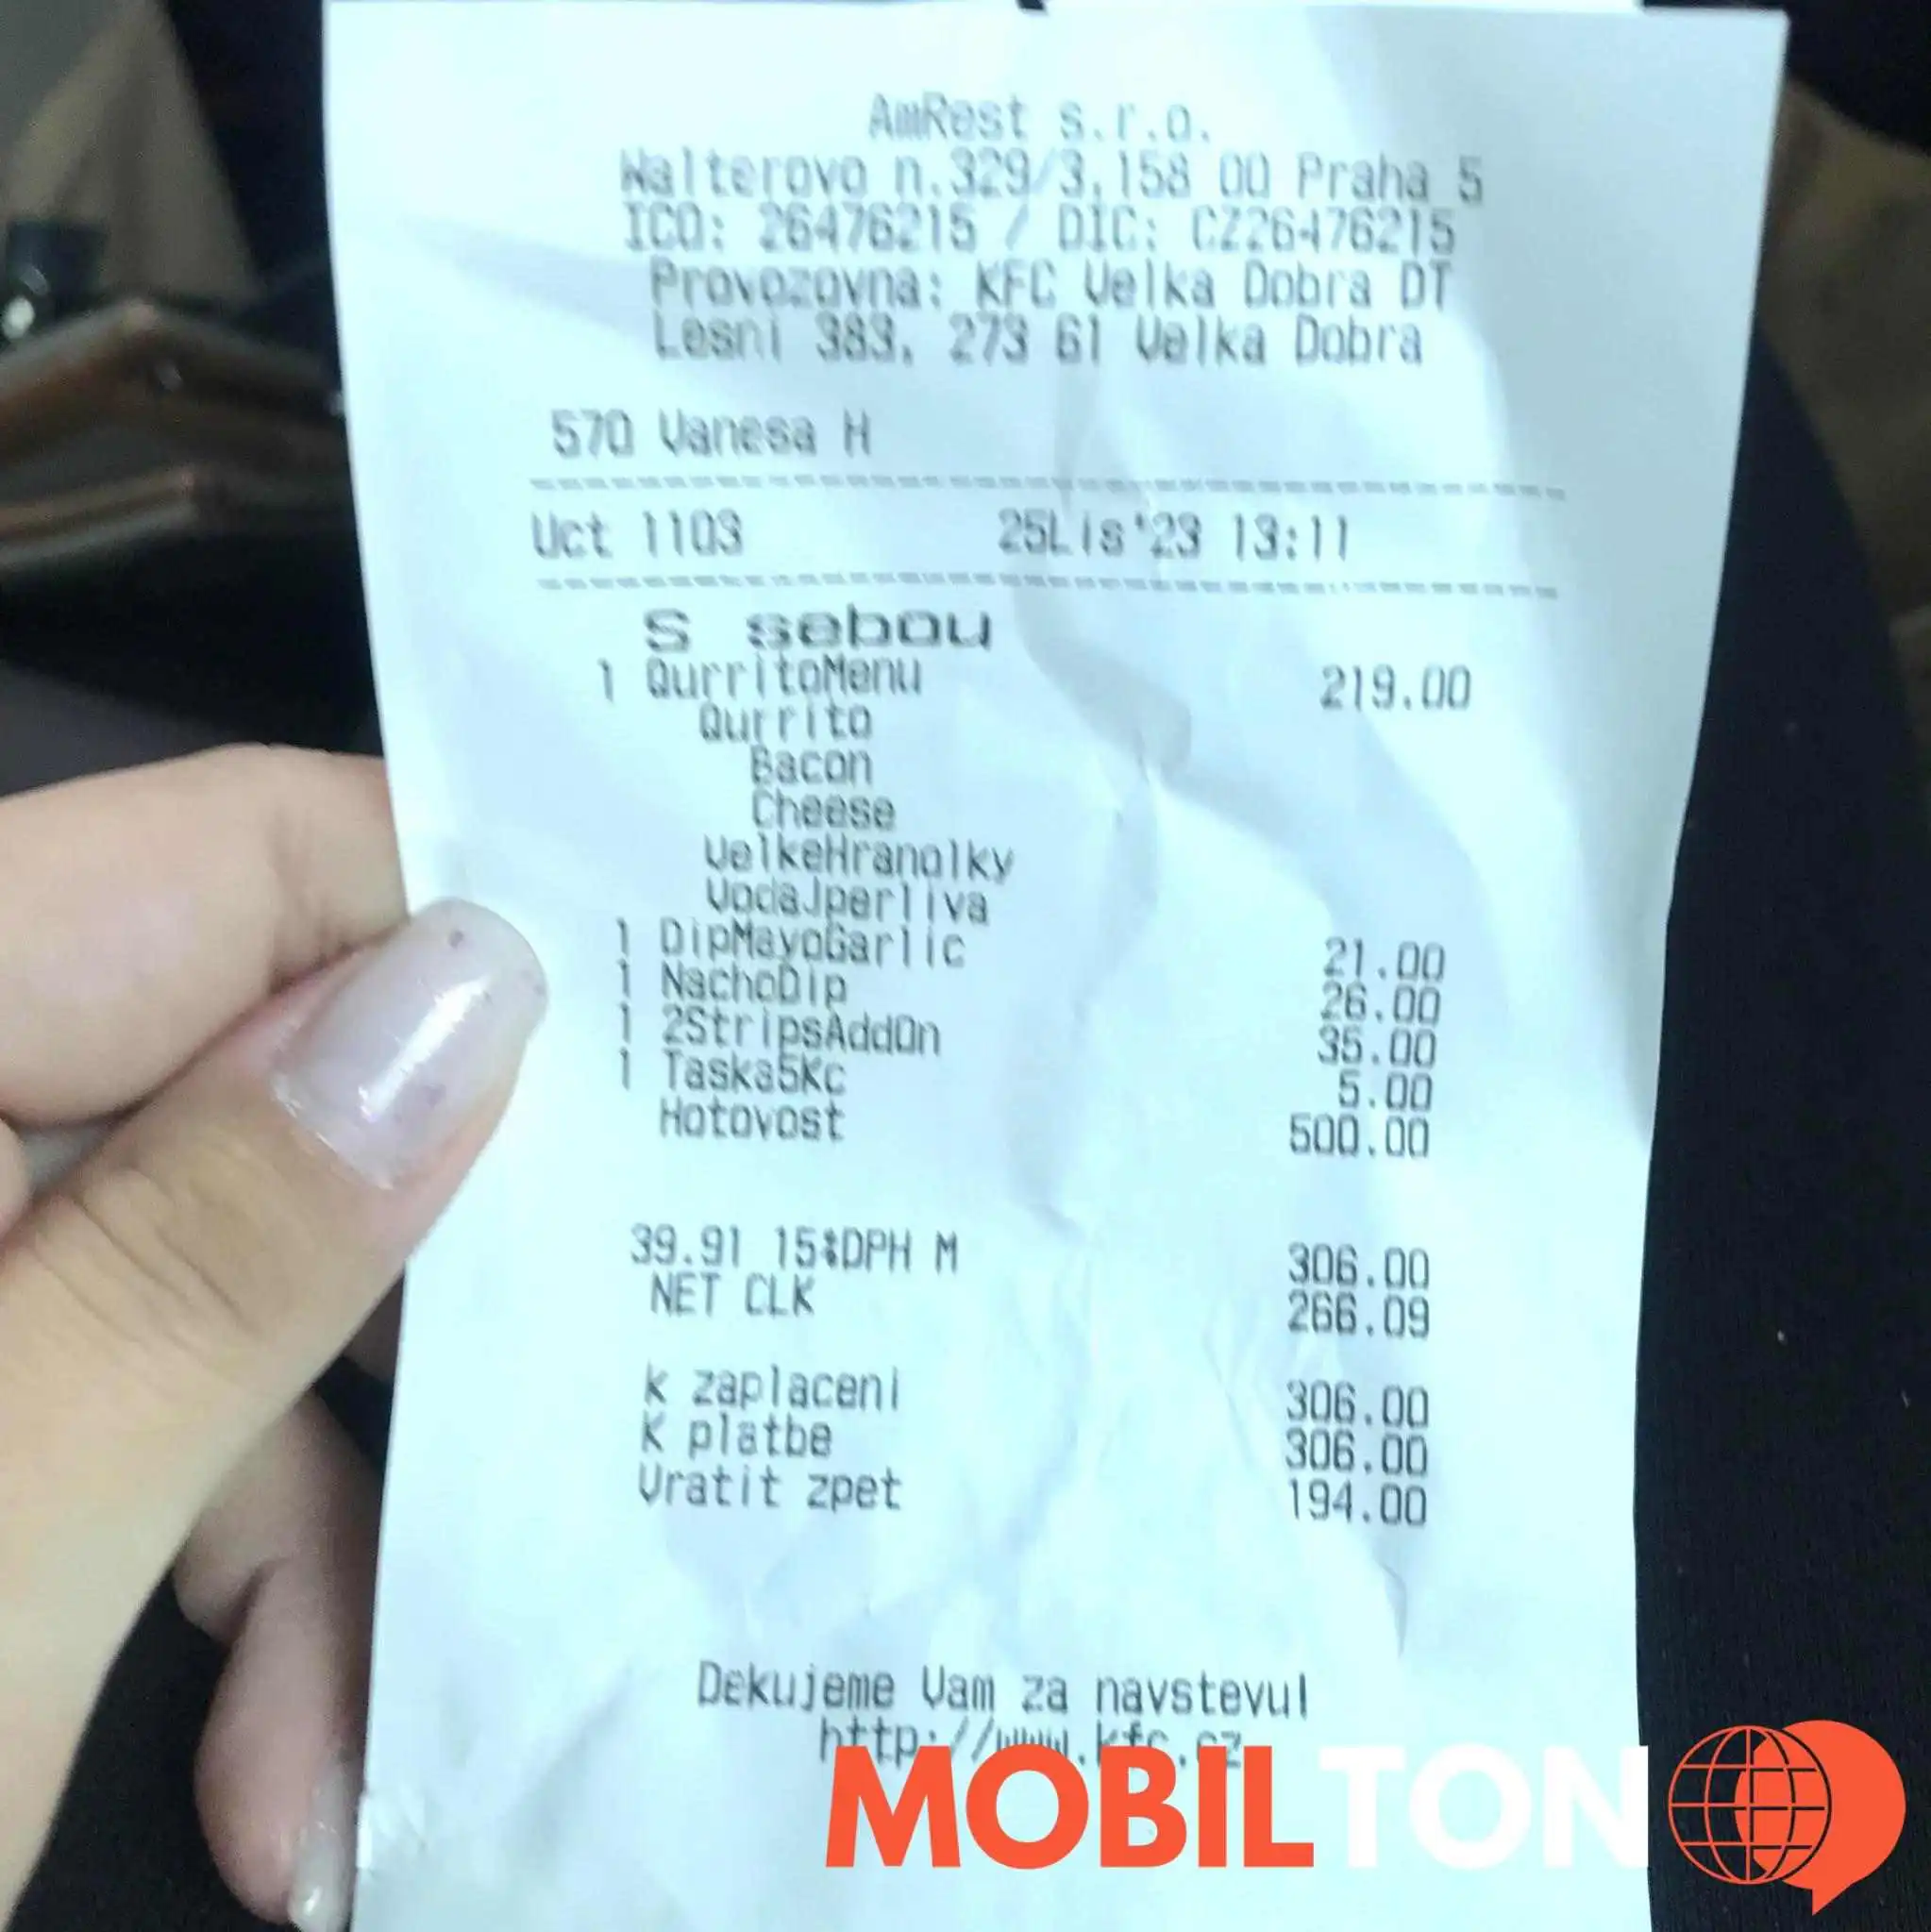 AmRest s.r.o.
Walterovo n.329/3,158 00 Praha 5
ICO: 26476215 / DIC: CZ26476215
Provozovna: KFC Velka Dobra DT
Lesni 383, 273 61 Velka Dobra
570 Vanesa H
Uct 1103 25Lis'23 13:11
S sebou
1 QurritoMenu 219.00
Qurrito
Bacon
Cheese
VelkeHranolky
VodaJperliva
1 DipMayoGarlic 21.00
1 NachoDip 26.00
1 2StripsAddOn 35.00
1 Taska5Kc 5.00
Hotovost 500.00
39.91 15%DPH M 306.00
NET CLK 266.09
k zaplaceni 306.00
K platbe 306.00
Vratit zpet 194.00
Dekujeme Vam za navstevu!
http://www.kfc.cz
MOBILTON